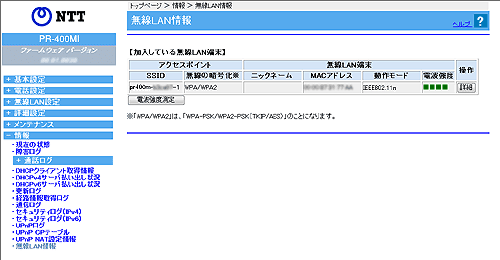 NTT
PR-400MI
ファームウェア バージョン
トップページ > 情報 > 無線LAN情報
無線LAN情報
ヘルプ
?
+ 基本設定
+ 電話設定
+ 無線LAN設定
+ 詳細設定
+ メンテナンス
- 情報
・現在の状態
・障害ログ
+ 通話ログ
・DHCPクライアント取得情報
・DHCPv4サーバ払い出し状況
・DHCPv6サーバ払い出し状況
・更新ログ
・経路情報取得ログ
・通信ログ
・セキュリティログ(IPv4)
・セキュリティログ(IPv6)
・UPnPログ
・UPnP CPテーブル
・UPnP NAT設定情報
・無線LAN情報
【加入している無線LAN端末】
アクセスポイント 無線LAN端末 操作
SSID 無線の暗号化※ ニックネーム MACアドレス 動作モード 電波強度
pr400m- -1 WPA/WPA2 IEEE802.11n 詳細
電波強度測定
※「WPA/WPA2」は、「WPA-PSK/WPA2-PSK(TKIP/AES)」のことになります。